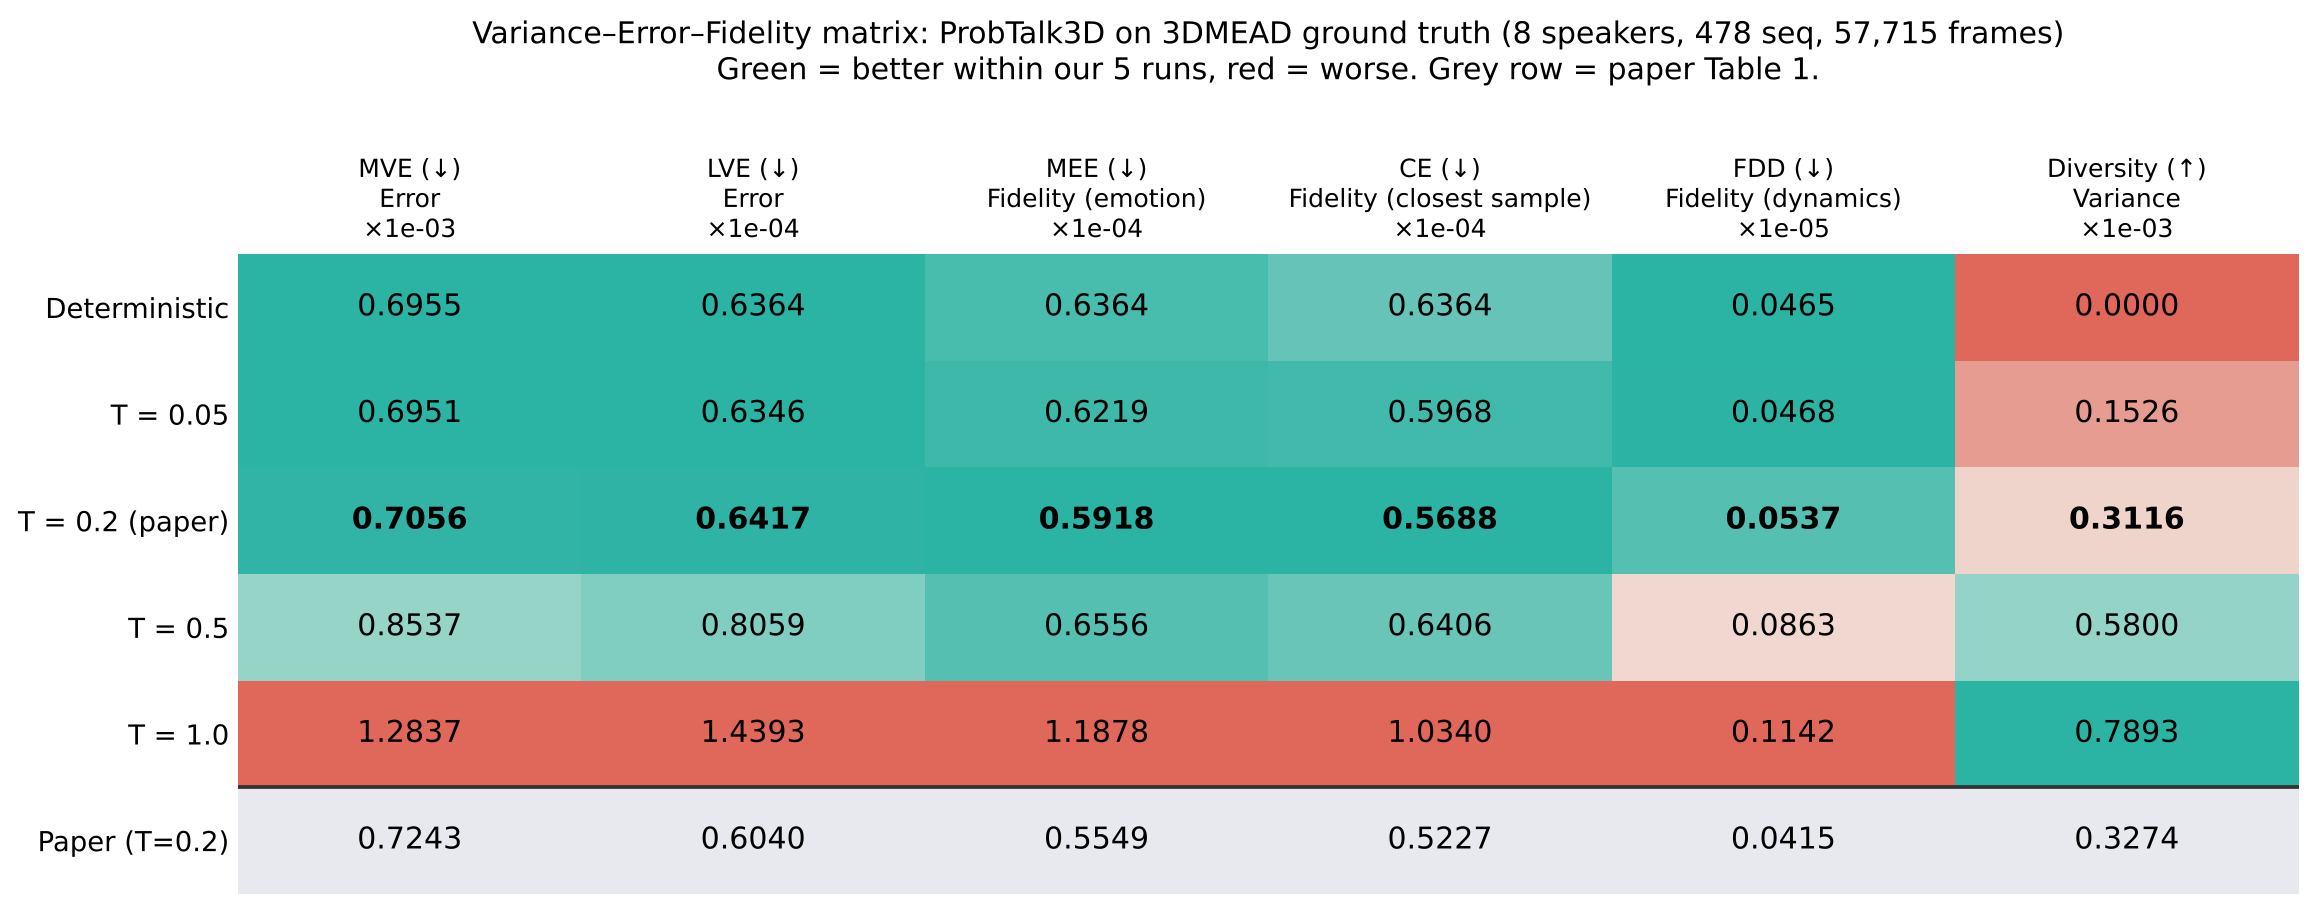 Variance–Error–Fidelity matrix: ProbTalk3D on 3DMEAD ground truth (8 speakers, 478 seq, 57,715 frames)
Green = better within our 5 runs, red = worse. Grey row = paper Table 1.
MVE (↓) LVE (↓) MEE (↓) CE (↓) FDD (↓) Diversity (↑)
Error Error Fidelity (emotion) Fidelity (closest sample) Fidelity (dynamics) Variance
×1e-03 ×1e-04 ×1e-04 ×1e-04 ×1e-05 ×1e-03
Deterministic 0.6955 0.6364 0.6364 0.6364 0.0465 0.0000
T = 0.05 0.6951 0.6346 0.6219 0.5968 0.0468 0.1526
T = 0.2 (paper) 0.7056 0.6417 0.5918 0.5688 0.0537 0.3116
T = 0.5 0.8537 0.8059 0.6556 0.6406 0.0863 0.5800
T = 1.0 1.2837 1.4393 1.1878 1.0340 0.1142 0.7893
Paper (T=0.2) 0.7243 0.6040 0.5549 0.5227 0.0415 0.3274